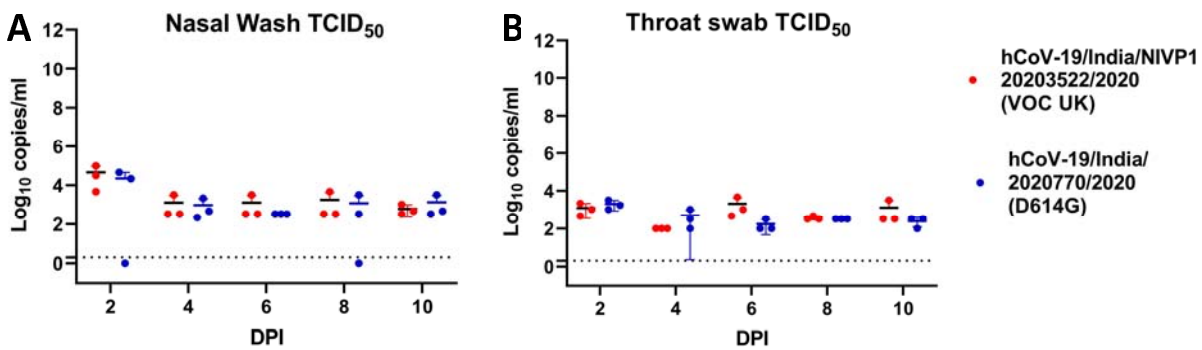 A
Nasal Wash TCID50
Log10 copies/ml
12
10
8
6
4
2
0
2 4 6 8 10
DPI
B
Throat swab TCID50
Log10 copies/ml
12
10
8
6
4
2
0
2 4 6 8 10
DPI
hCoV-19/India/NIVP1
20203522/2020
(VOC UK)
hCoV-19/India/
2020770/2020
(D614G)